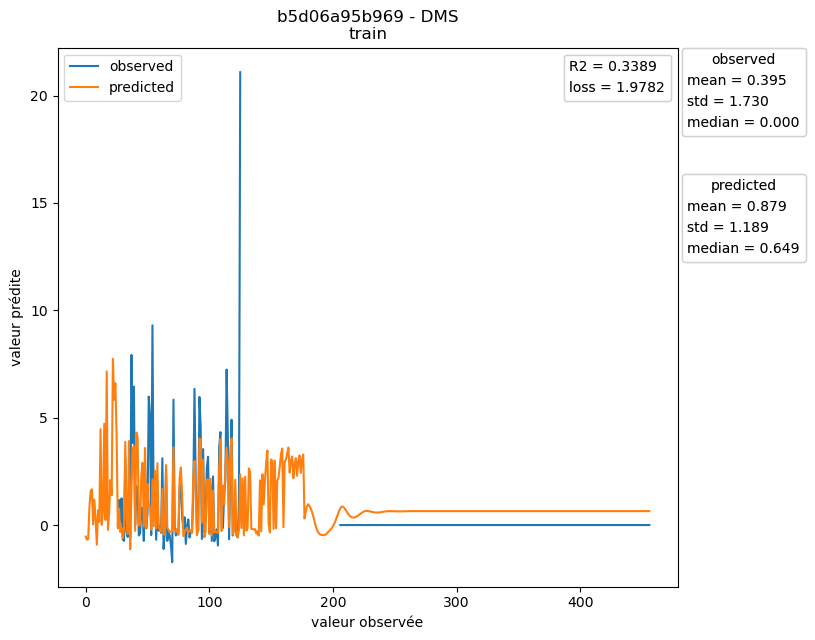 b5d06a95b969 - DMS
train
observed
predicted
R2 = 0.3389
loss = 1.9782
observed
mean = 0.395
std = 1.730
median = 0.000
predicted
mean = 0.879
std = 1.189
median = 0.649
valeur prédite
20
15
10
5
0
0 100 200 300 400
valeur observée